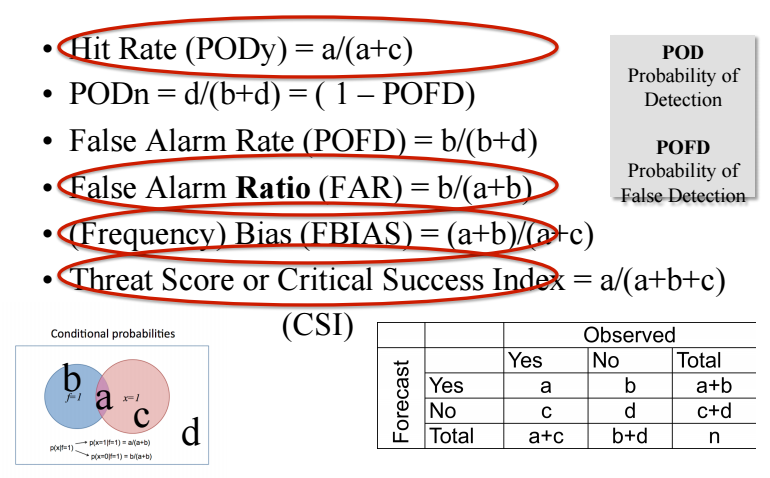 • Hit Rate (PODy) = a/(a+c)
• PODn = d/(b+d) = ( 1 – POFD)
• False Alarm Rate (POFD) = b/(b+d)
• False Alarm Ratio (FAR) = b/(a+b)
• (Frequency) Bias (FBIAS) = (a+b)/(a+c)
• Threat Score or Critical Success Index = a/(a+b+c)
(CSI)
POD
Probability of
Detection
POFD
Probability of
False Detection
Conditional probabilities
b
f=1
a
x=1
c
d
p(x|f=1)
p(x=1|f=1) = a/(a+b)
p(x=0|f=1) = b/(a+b)
Observed
Yes No Total
Forecast
Yes a b a+b
No c d c+d
Total a+c b+d n